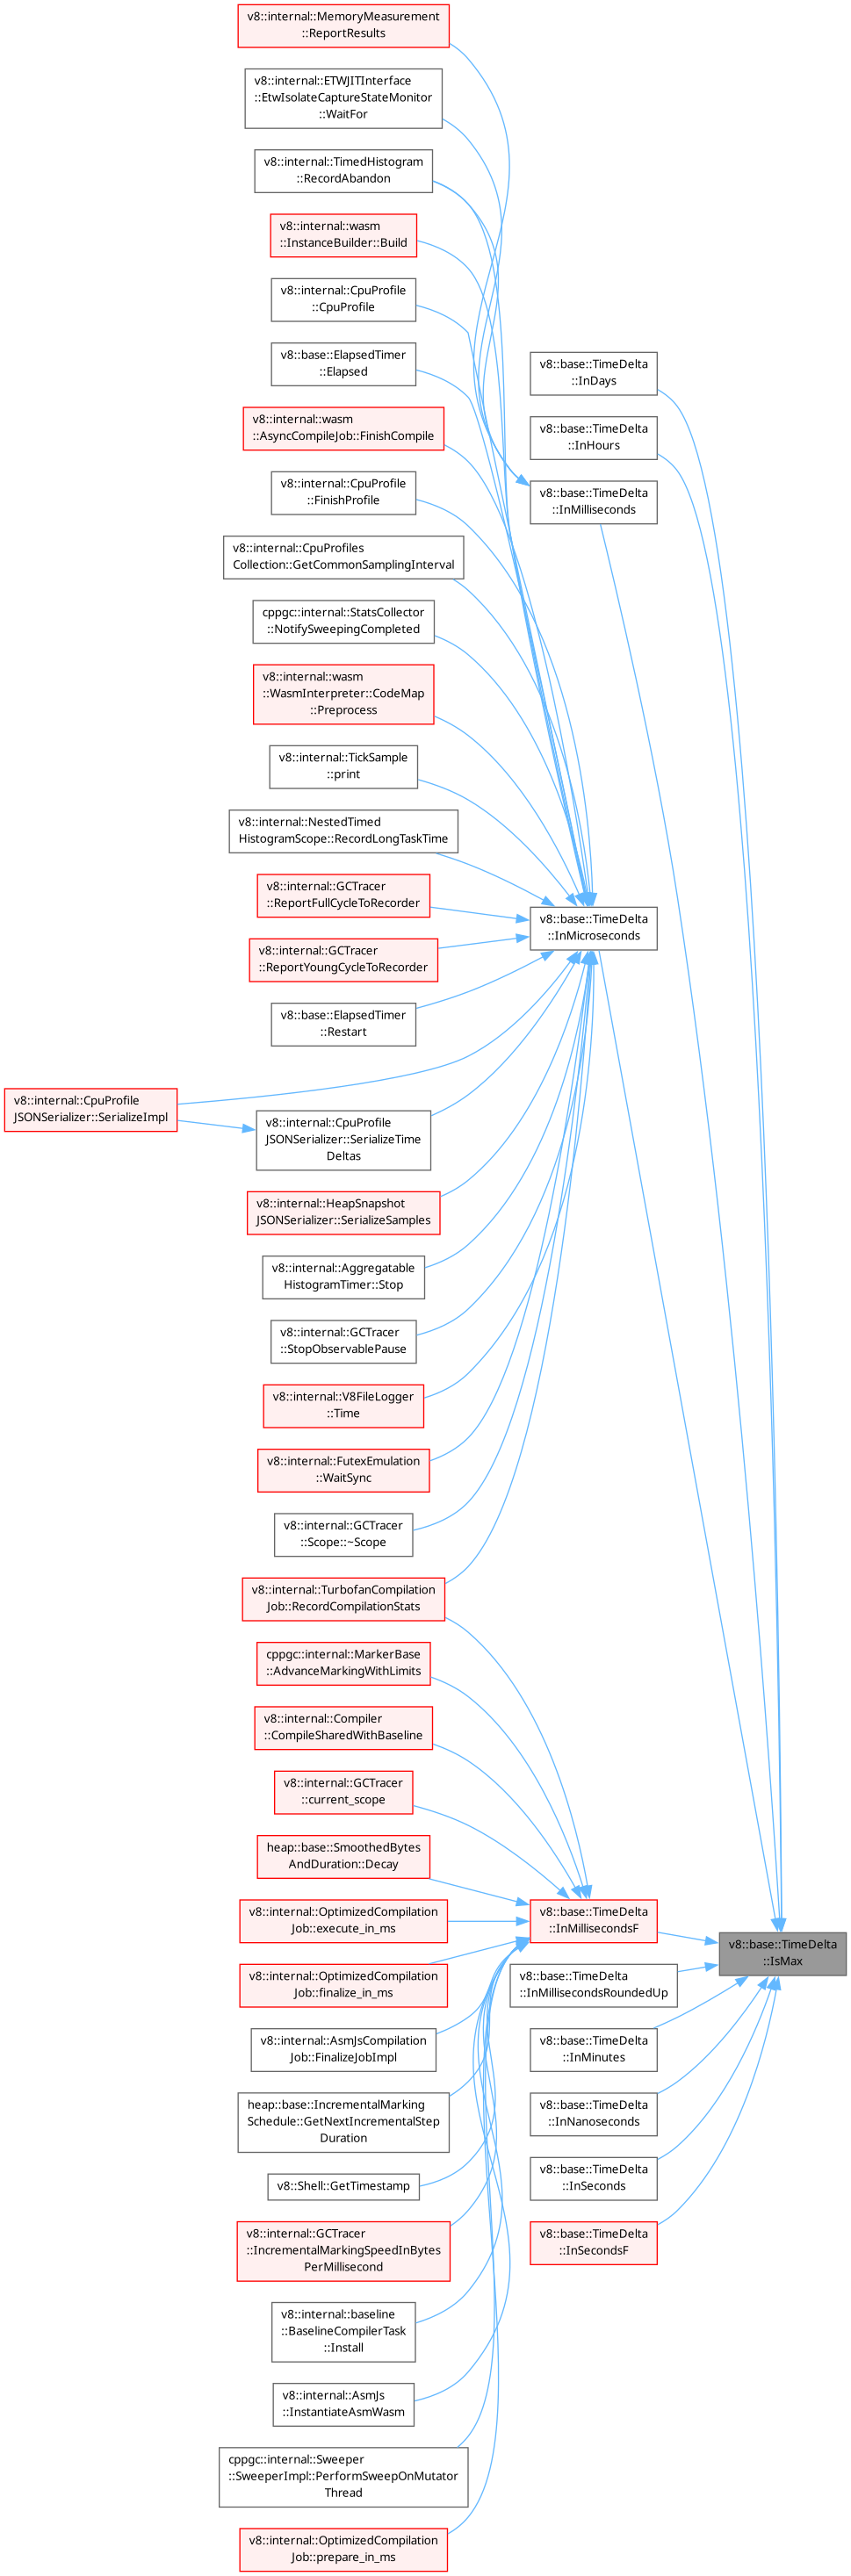 v8::internal::MemoryMeasurement
::ReportResults
v8::internal::ETWJITInterface
::EtwIsolateCaptureStateMonitor
::WaitFor
v8::internal::TimedHistogram
::RecordAbandon
v8::internal::wasm
::InstanceBuilder::Build
v8::internal::CpuProfile
::CpuProfile
v8::base::ElapsedTimer
::Elapsed
v8::internal::wasm
::AsyncCompileJob::FinishCompile
v8::internal::CpuProfile
::FinishProfile
v8::internal::CpuProfiles
Collection::GetCommonSamplingInterval
cppgc::internal::StatsCollector
::NotifySweepingCompleted
v8::internal::wasm
::WasmInterpreter::CodeMap
::Preprocess
v8::internal::TickSample
::print
v8::internal::NestedTimed
HistogramScope::RecordLongTaskTime
v8::internal::GCTracer
::ReportFullCycleToRecorder
v8::internal::GCTracer
::ReportYoungCycleToRecorder
v8::base::ElapsedTimer
::Restart
v8::internal::CpuProfile
JSONSerializer::SerializeImpl
v8::internal::CpuProfile
JSONSerializer::SerializeTime
Deltas
v8::internal::HeapSnapshot
JSONSerializer::SerializeSamples
v8::internal::Aggregatable
HistogramTimer::Stop
v8::internal::GCTracer
::StopObservablePause
v8::internal::V8FileLogger
::Time
v8::internal::FutexEmulation
::WaitSync
v8::internal::GCTracer
::Scope::~Scope
v8::internal::TurbofanCompilation
Job::RecordCompilationStats
cppgc::internal::MarkerBase
::AdvanceMarkingWithLimits
v8::internal::Compiler
::CompileSharedWithBaseline
v8::internal::GCTracer
::current_scope
heap::base::SmoothedBytes
AndDuration::Decay
v8::internal::OptimizedCompilation
Job::execute_in_ms
v8::internal::OptimizedCompilation
Job::finalize_in_ms
v8::internal::AsmJsCompilation
Job::FinalizeJobImpl
heap::base::IncrementalMarking
Schedule::GetNextIncrementalStep
Duration
v8::Shell::GetTimestamp
v8::internal::GCTracer
::IncrementalMarkingSpeedInBytes
PerMillisecond
v8::internal::baseline
::BaselineCompilerTask
::Install
v8::internal::AsmJs
::InstantiateAsmWasm
cppgc::internal::Sweeper
::SweeperImpl::PerformSweepOnMutator
Thread
v8::internal::OptimizedCompilation
Job::prepare_in_ms
v8::base::TimeDelta
::InDays
v8::base::TimeDelta
::InHours
v8::base::TimeDelta
::InMilliseconds
v8::base::TimeDelta
::InMicroseconds
v8::base::TimeDelta
::InMillisecondsF
v8::base::TimeDelta
::InMillisecondsRoundedUp
v8::base::TimeDelta
::InMinutes
v8::base::TimeDelta
::InNanoseconds
v8::base::TimeDelta
::InSeconds
v8::base::TimeDelta
::InSecondsF
v8::base::TimeDelta
::IsMax